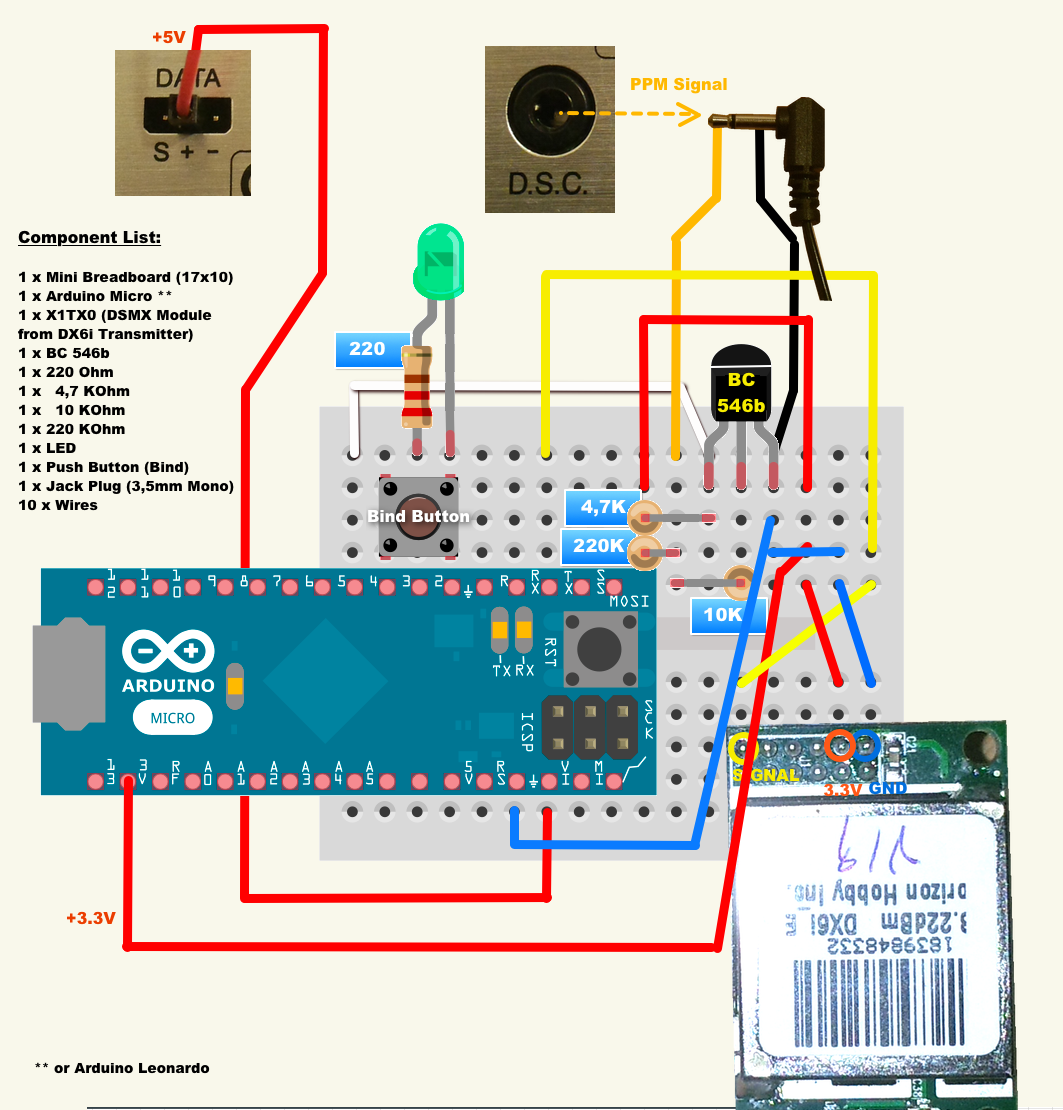 +5V
DATA
S + -
PPM Signal
D.S.C.
Component List:
1 x Mini Breadboard (17x10)
1 x Arduino Micro **
1 x X1TX0 (DSMX Module
from DX6i Transmitter)
1 x BC 546b
1 x 220 Ohm
1 x 4,7 KOhm
1 x 10 KOhm
1 x 220 KOhm
1 x LED
1 x Push Button (Bind)
1 x Jack Plug (3,5mm Mono)
10 x Wires
220
BC
546b
Bind Button
4,7K
220K
10K
12 11 10 9 8 7 6 5 4 3 2 R RX TX SS
MOSI
RST
TX RX
ARDUINO
MICRO
ICSP
SCK
13 3V RF A0 A1 A2 A3 A4 A5 5V RS VI MI
SIGNAL
3.3V GND
C21
V19
orizon Hobby Inc.
3.22dBm DX6i
1839848332
+3.3V
** or Arduino Leonardo